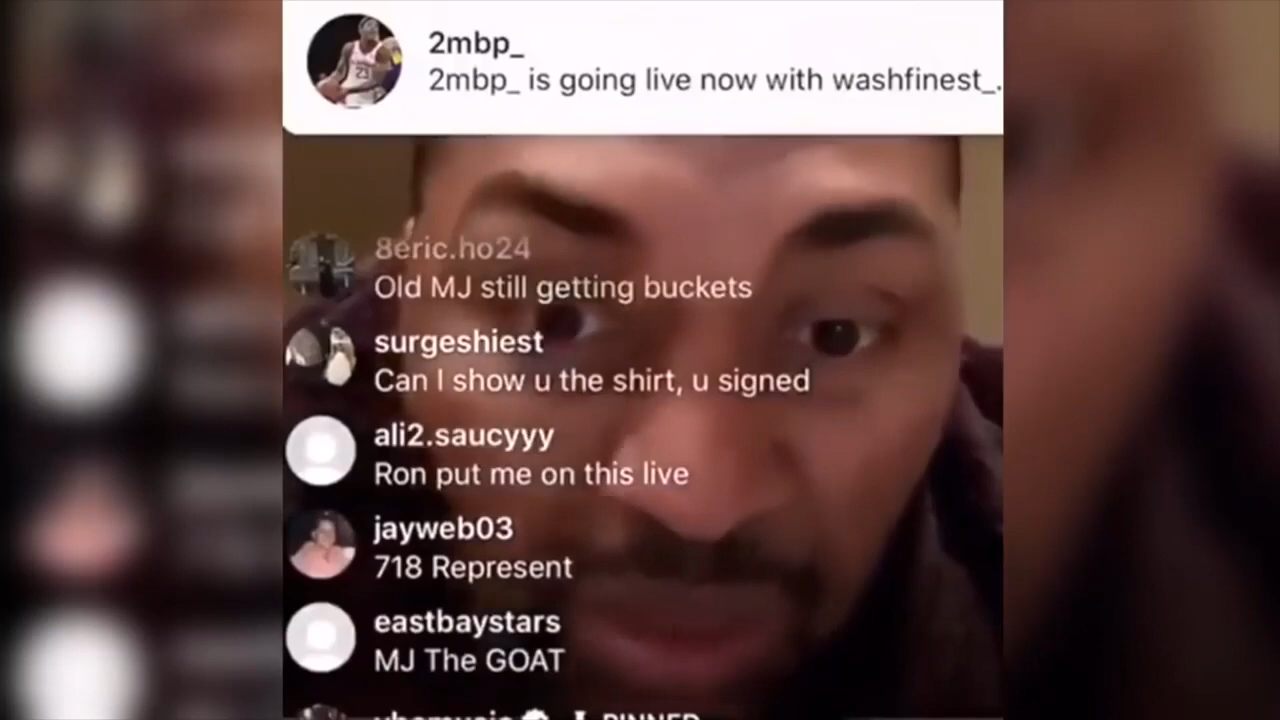 2mbp_
2mbp_ is going live now with washfinest_.
8eric.ho24
Old MJ still getting buckets
surgeshiest
Can I show u the shirt, u signed
ali2.saucyyy
Ron put me on this live
jayweb03
718 Represent
eastbaystars
MJ The GOAT
PINNED